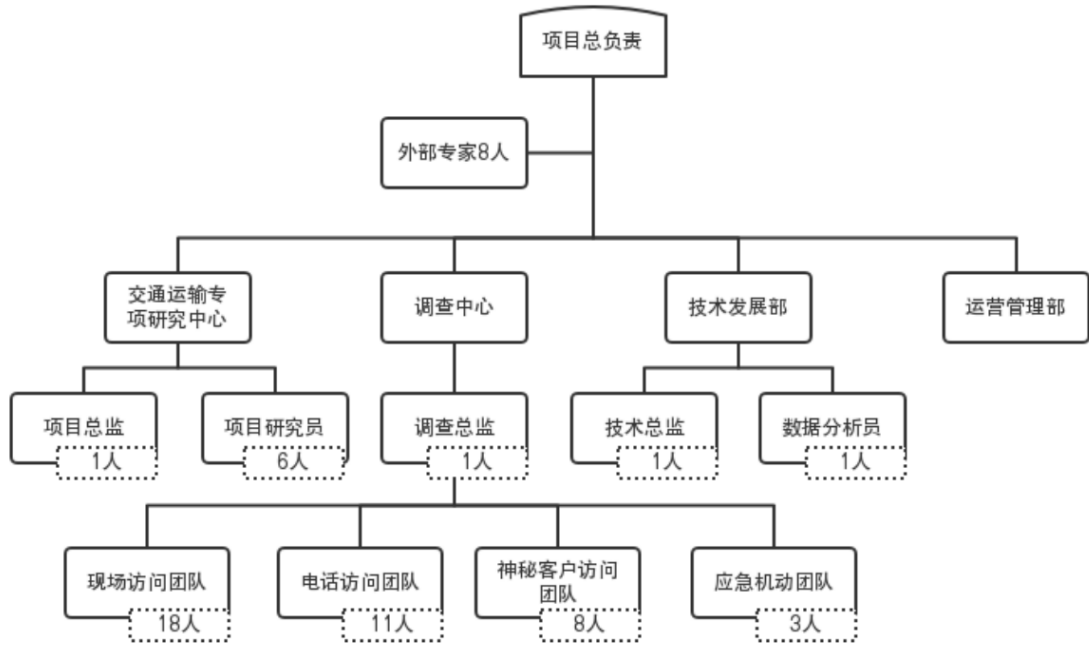 项目总负责
外部专家8人
交通运输专
项研究中心
调查中心
技术发展部
运营管理部
项目总监
1人
项目研究员
6人
调查总监
1人
技术总监
1人
数据分析员
1人
现场访问团队
18人
电话访问团队
11人
神秘客户访问
团队
8人
应急机动团队
3人